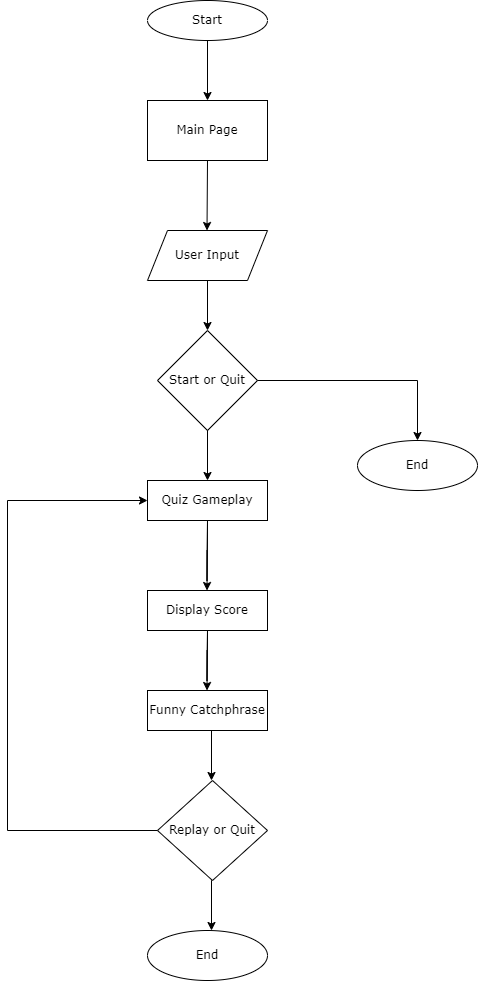 Start
Main Page
User Input
Start or Quit
End
Quiz Gameplay
Display Score
Funny Catchphrase
Replay or Quit
End